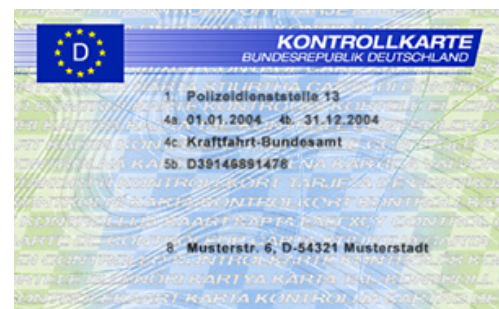 D
KONTROLLKARTE
BUNDESREPUBLIK DEUTSCHLAND
1. Polizeidienststelle 13
4a. 01.01.2004 4b. 31.12.2004
4c. Kraftfahrt-Bundesamt
5b. D39146891478
8. Musterstr. 6, D-54321 Musterstadt